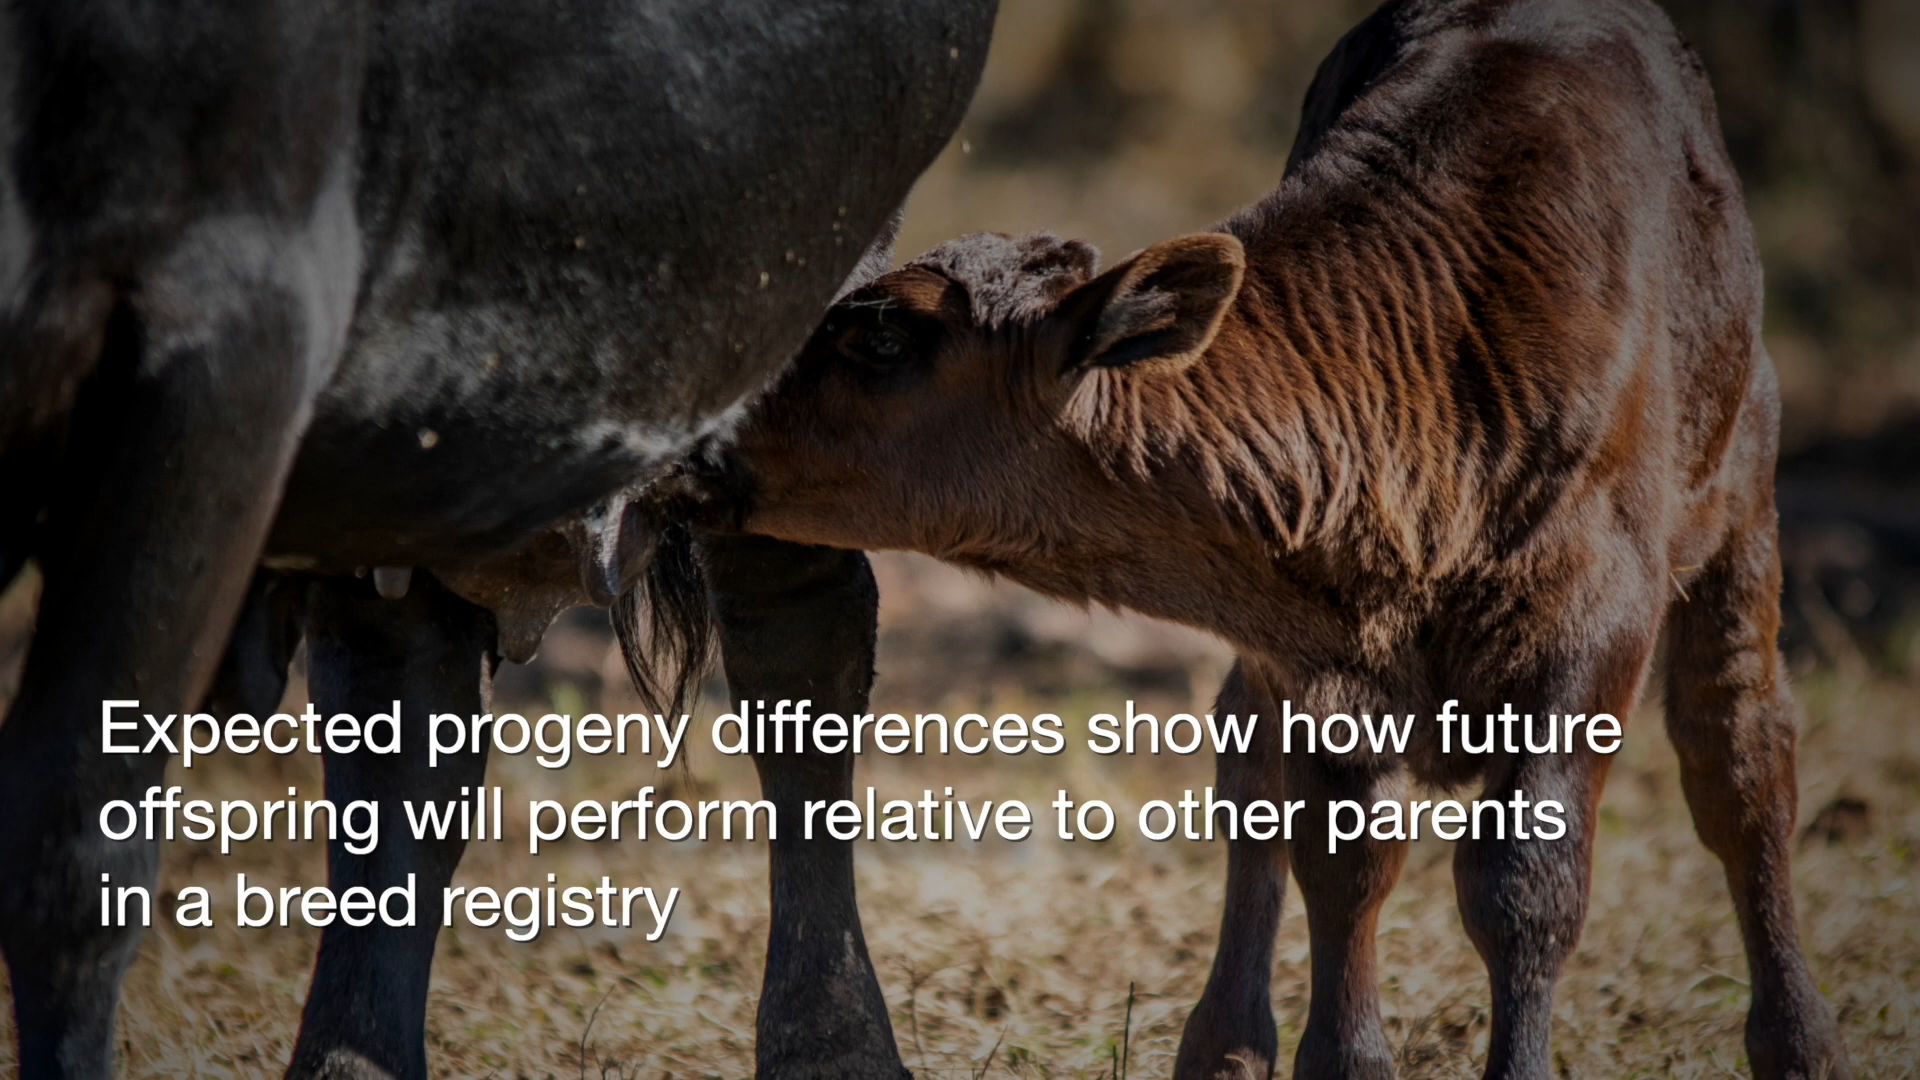 Expected progeny differences show how future
offspring will perform relative to other parents
in a breed registry